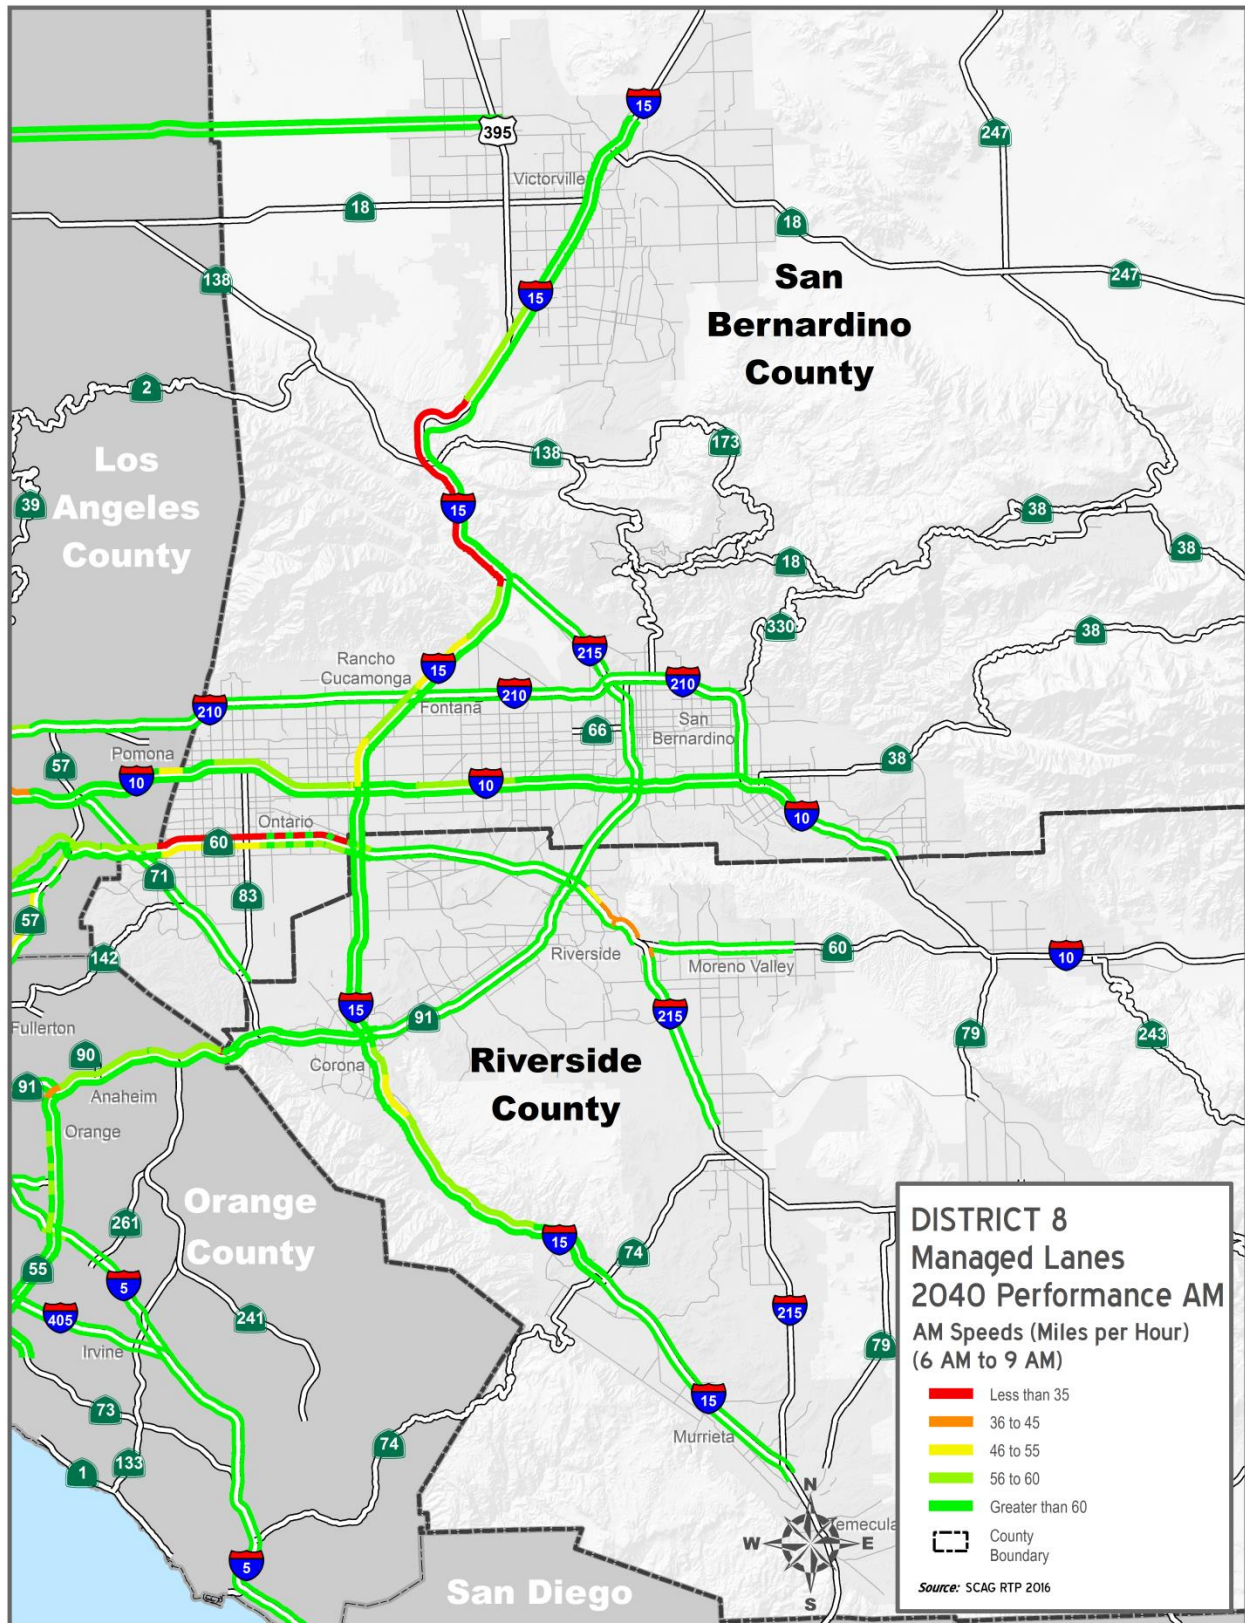 15
395
247
Victorville
18
18
138
247
15
San
Bernardino
County
2
Los
Angeles
County
39
138
173
15
38
38
18
330
38
Rancho
Cucamonga
15
215
210
210
210
Fontana
66
San
Bernardino
57
Pomona
10
10
38
10
Ontario
60
71
83
57
142
Riverside
Moreno Valley
60
10
15
91
215
79
243
Fullerton
90
Corona
Riverside
County
91
Anaheim
Orange
Orange
County
261
55
5
15
74
405
241
Irvine
215
79
73
15
74
Murrieta
1
133
5
San Diego
N
W
E
S
DISTRICT 8
Managed Lanes
2040 Performance AM
AM Speeds (Miles per Hour)
(6 AM to 9 AM)
Less than 35
36 to 45
46 to 55
56 to 60
Greater than 60
County
Boundary
Source: SCAG RTP 2016